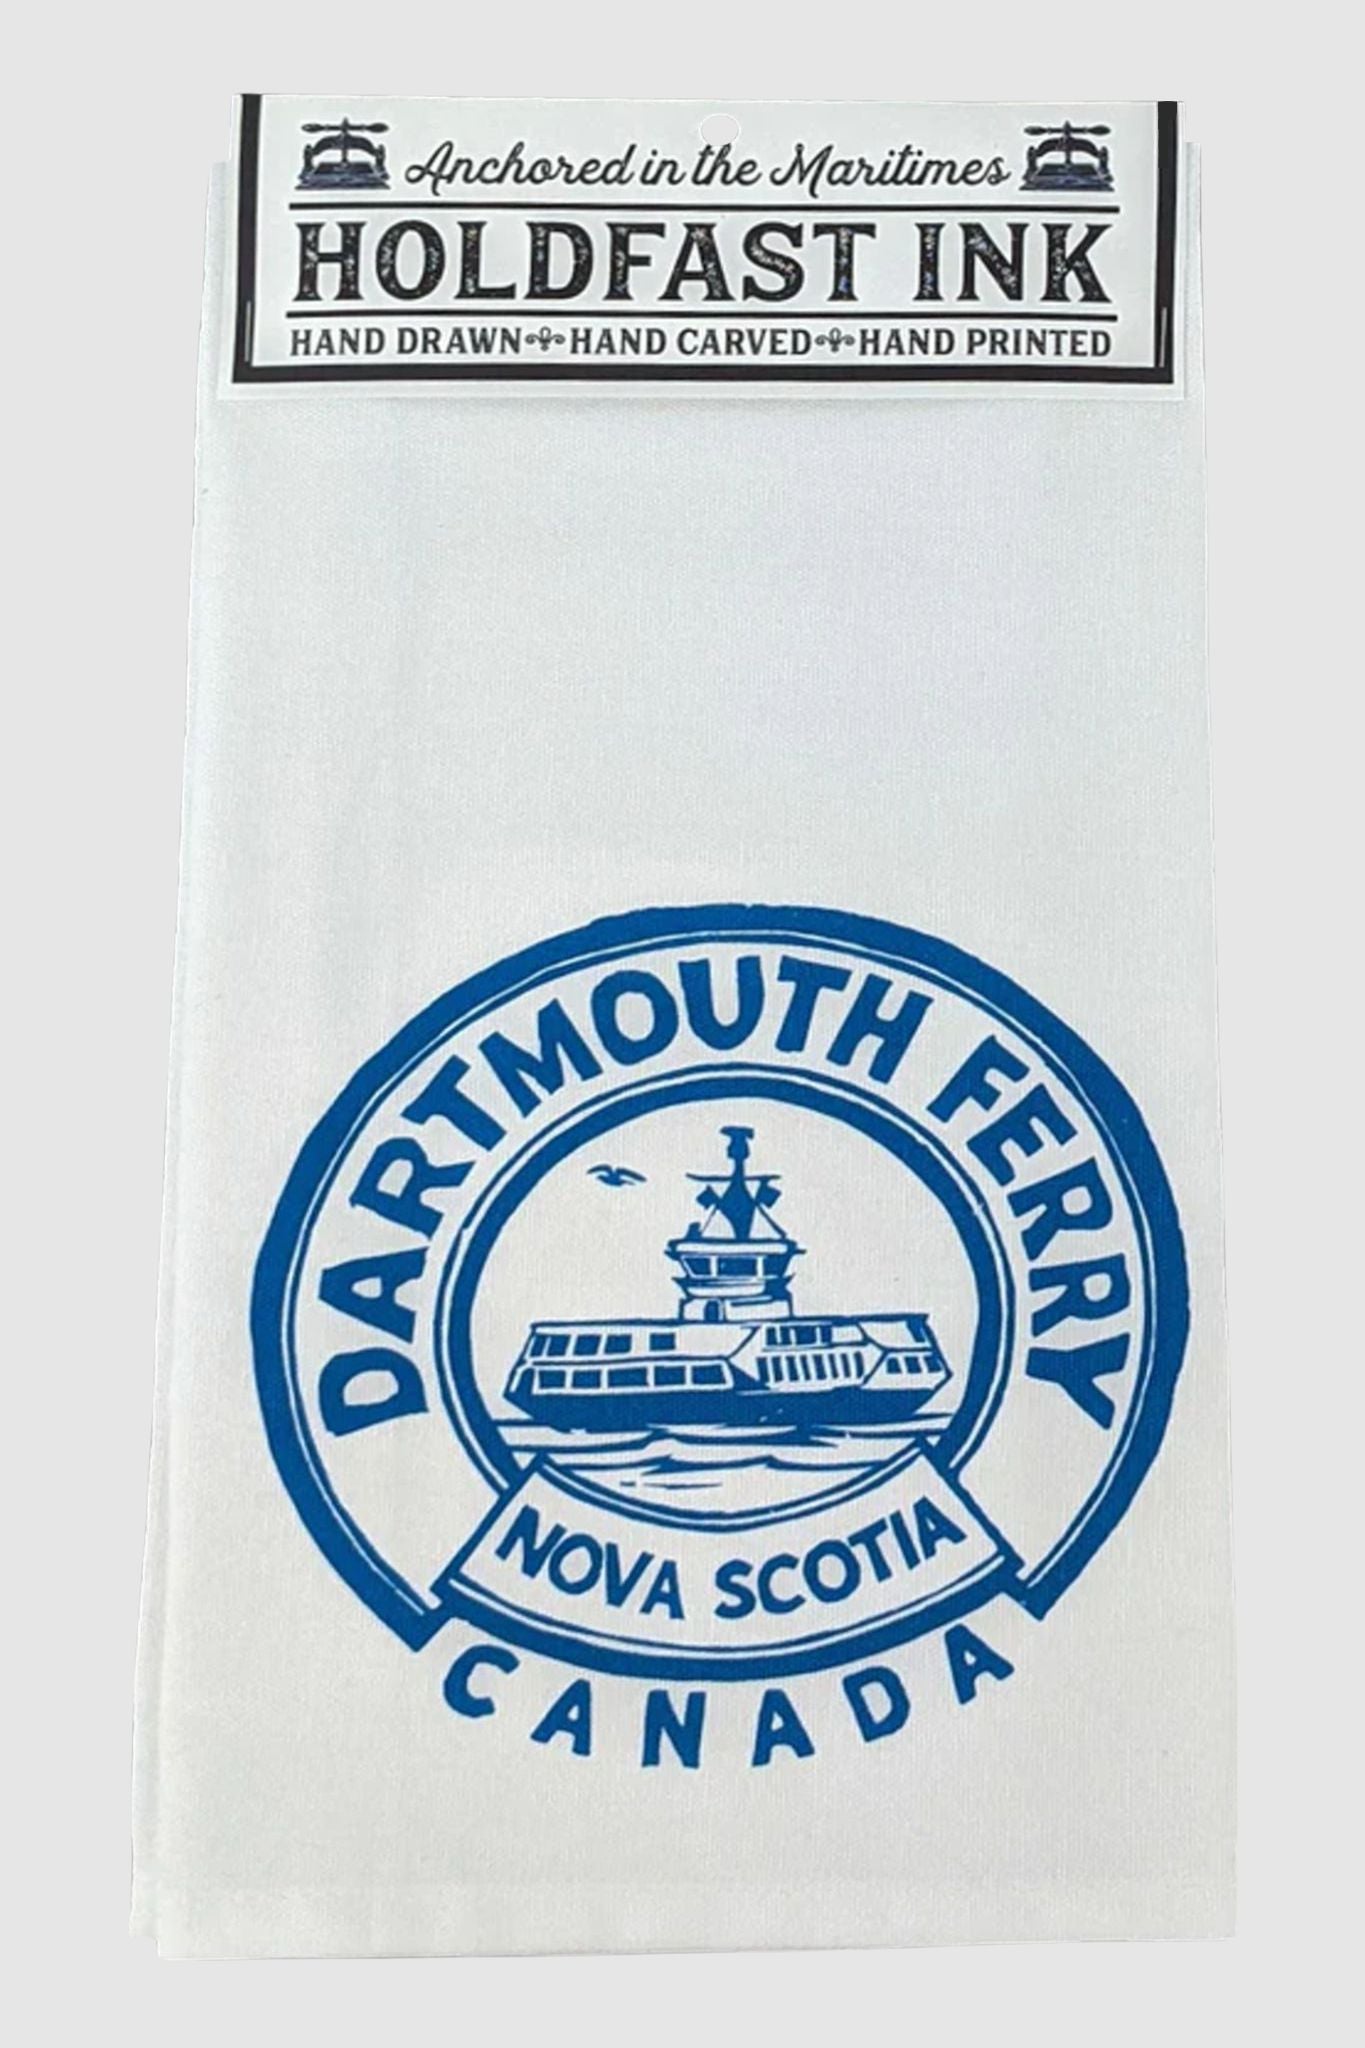 Anchored in the Maritimes
HOLDFAST INK
HAND DRAWN HAND CARVED HAND PRINTED
DARTMOUTH FERRY
NOVA SCOTIA
CANADA